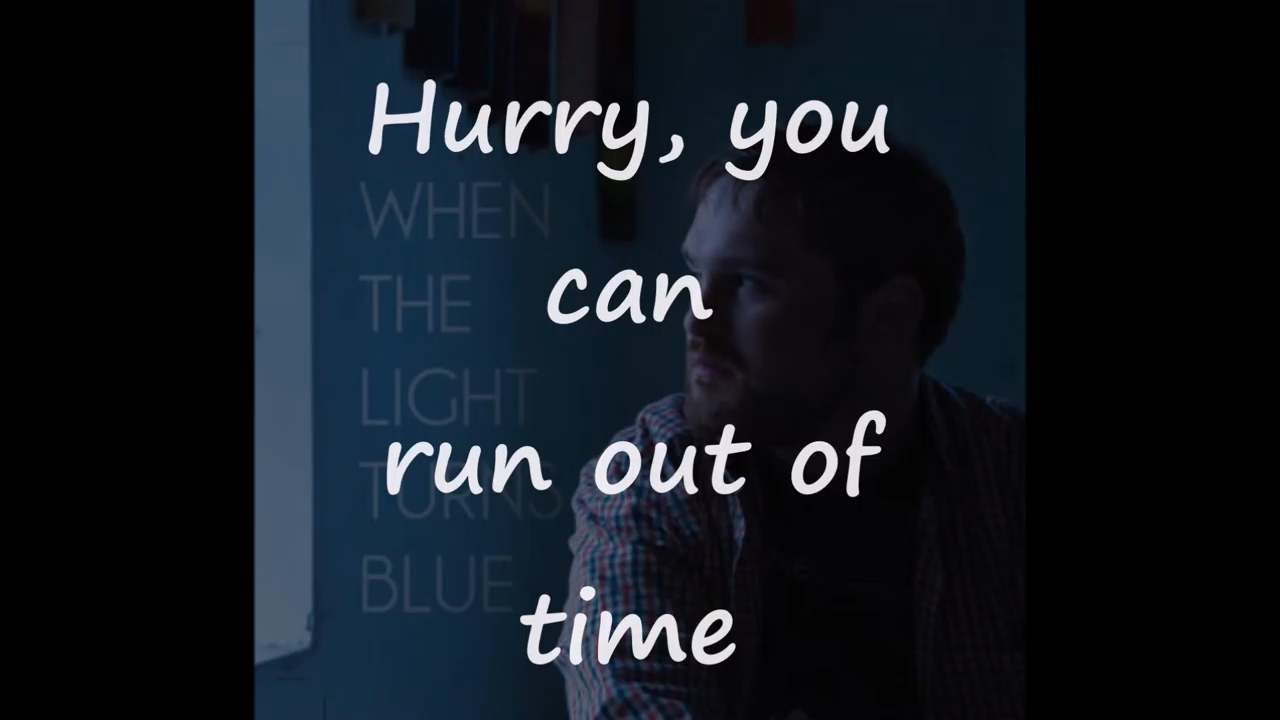 Hurry, you
can
run out of
time
WHEN
THE
LIGHT
TURNS
BLUE